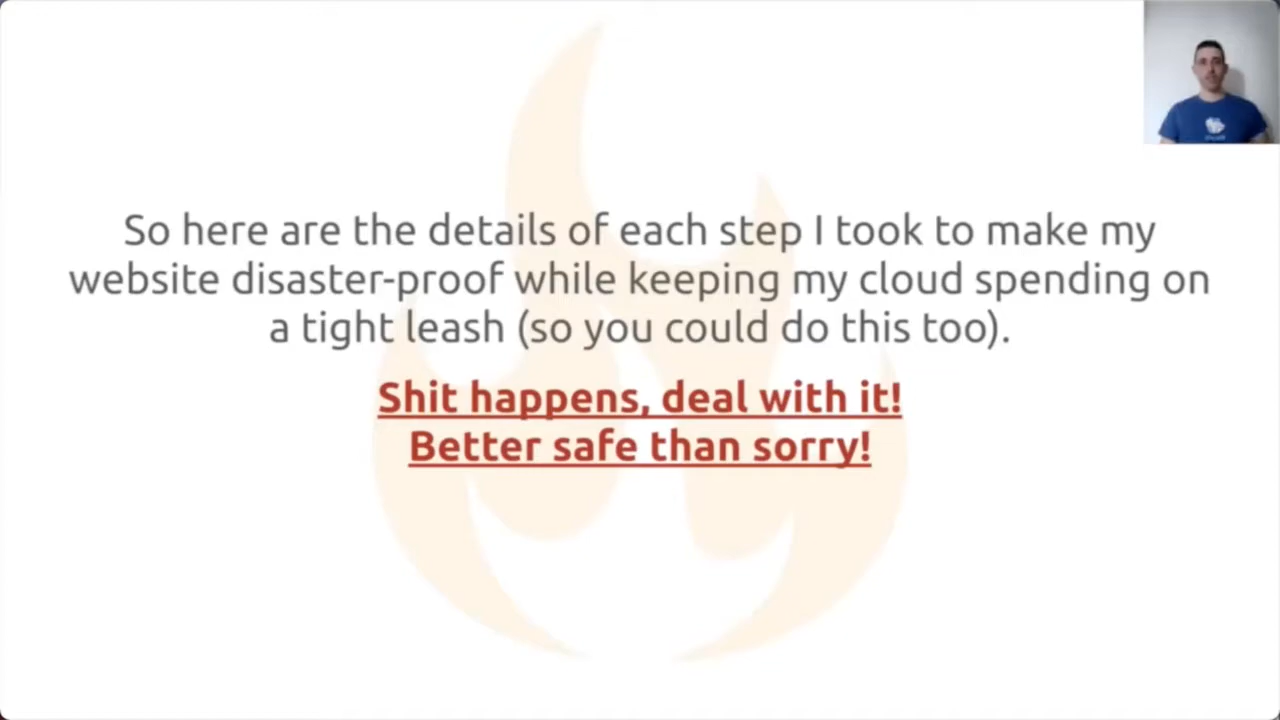 So here are the details of each step I took to make my
website disaster-proof while keeping my cloud spending on
a tight leash (so you could do this too).
Shit happens, deal with it!
Better safe than sorry!